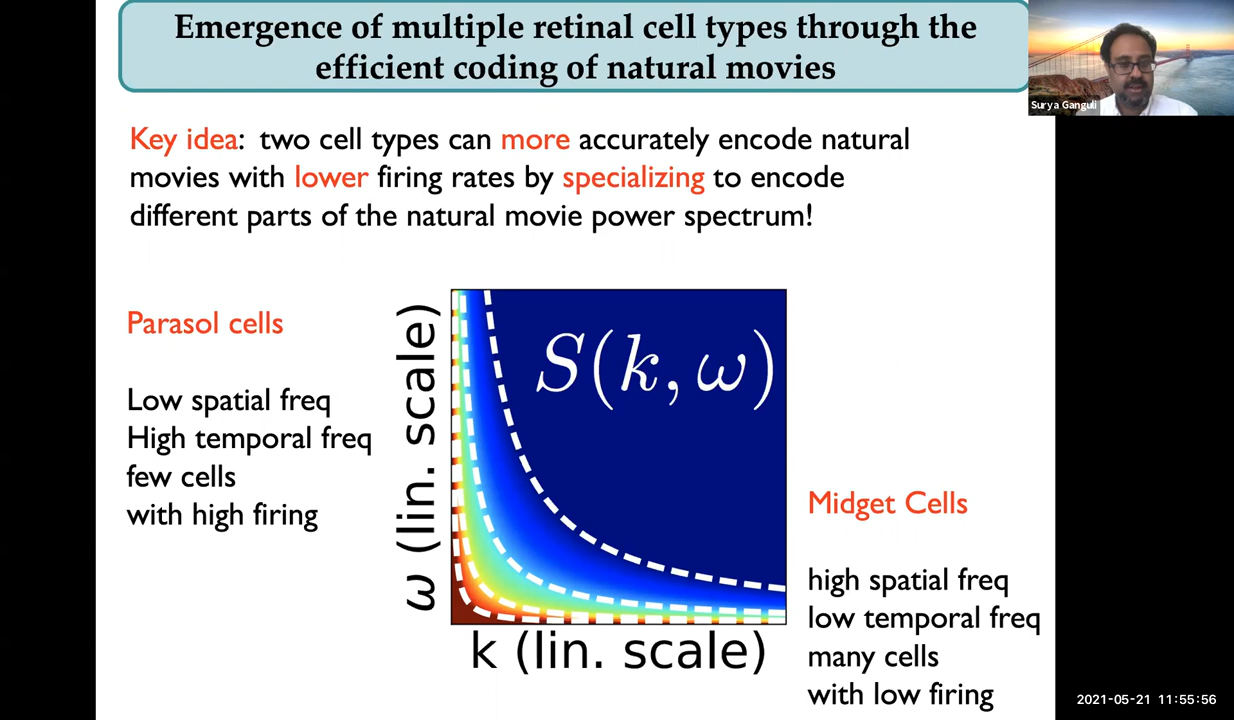 Emergence of multiple retinal cell types through the
efficient coding of natural movies
Surya Ganguli
Key idea: two cell types can more accurately encode natural
movies with lower firing rates by specializing to encode
different parts of the natural movie power spectrum!
Parasol cells
Low spatial freq
High temporal freq
few cells
with high firing
ω (lin. scale)
S(k, ω)
k (lin. scale)
Midget Cells
high spatial freq
low temporal freq
many cells
with low firing
2021-05-21 11:55:56